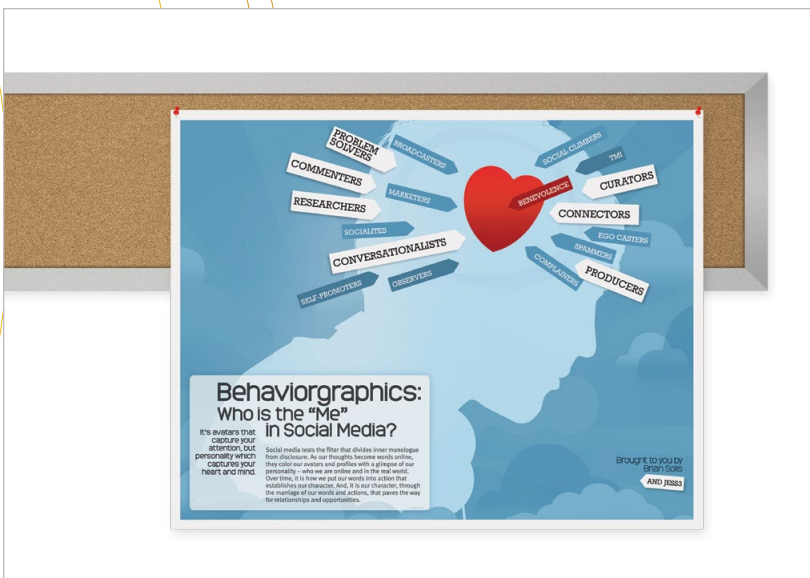 PROBLEM
SOLVERS
BROADCASTERS
SOCIAL CLIMBERS
TMI
COMMENTERS
CURATORS
MARKETERS
BENEVOLENCE
RESEARCHERS
CONNECTORS
SOCIALITES
EGO CASTERS
CONVERSATIONALISTS
SPAMMERS
OBSERVERS
COMPLAINERS
PRODUCERS
SELF-PROMOTERS
Behaviorgraphics:
Who is the “Me”
in Social Media?
It's avatars that
capture your
attention, but
personality which
captures your
heart and mind.
Social media tests the filter that divides inner monologue
from disclosure. As our thoughts become words online,
they color our avatars and profiles with a glimpse of our
personality – who we are online and in the real world.
Over time, it is how we put our words into action that
establishes our character. And, it is our character, through
the marriage of our words and actions, that paves the way
for relationships and opportunities.
Brought to you by
Brian Solis
AND JESS3